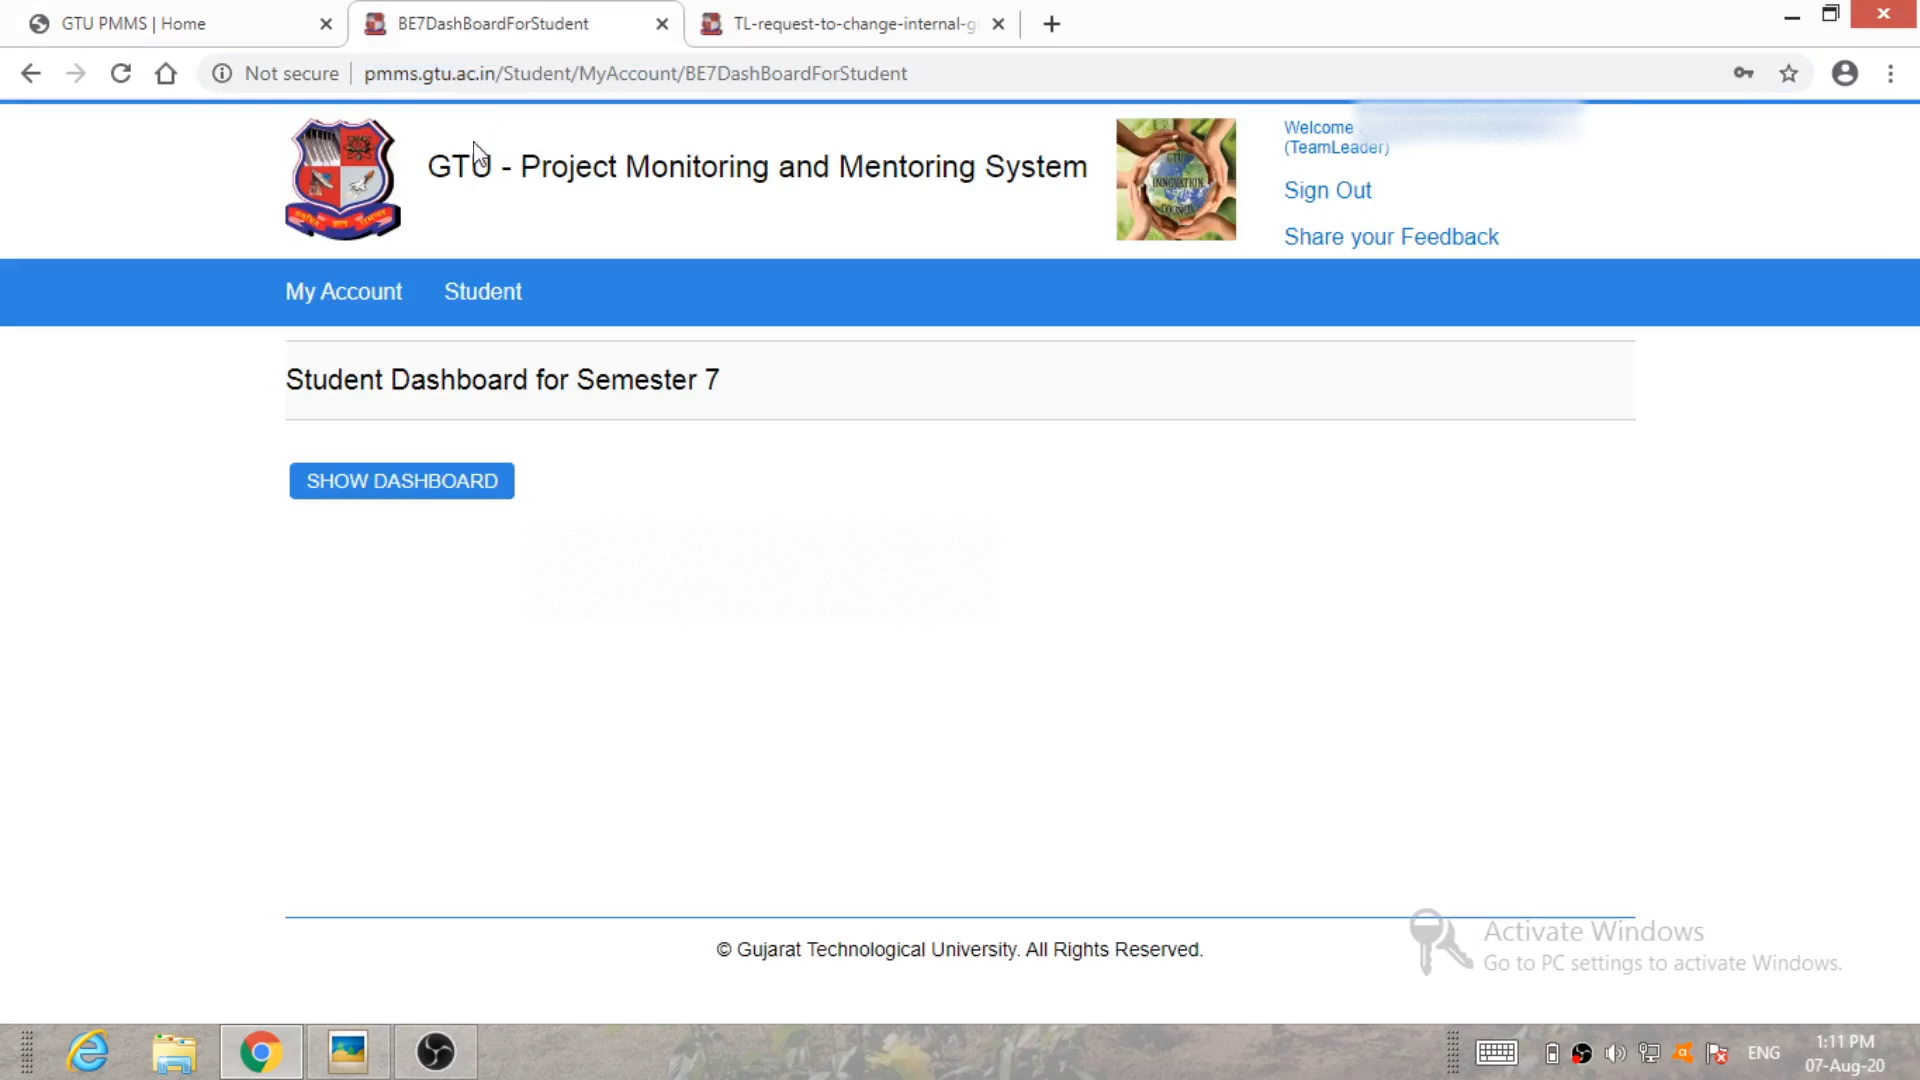 GTU PMMS | Home
BE7DashBoardForStudent
TL-request-to-change-internal-g
Not secure
pmms.gtu.ac.in/Student/MyAccount/BE7DashBoardForStudent
GTU - Project Monitoring and Mentoring System
GTU
INNOVATION
COUNCIL
Welcome
(TeamLeader)
Sign Out
Share your Feedback
My Account
Student
Student Dashboard for Semester 7
SHOW DASHBOARD
© Gujarat Technological University. All Rights Reserved.
Activate Windows
Go to PC settings to activate Windows.
ENG
1:11 PM
07-Aug-20